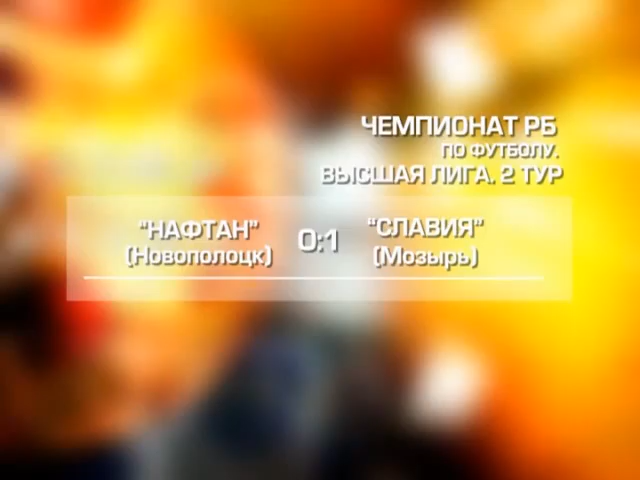 ЧЕМПИОНАТ РБ
ПО ФУТБОЛУ.
ВЫСШАЯ ЛИГА. 2 ТУР
"НАФТАН" 0:1 "СЛАВИЯ"
(Новополоцк) (Мозырь)